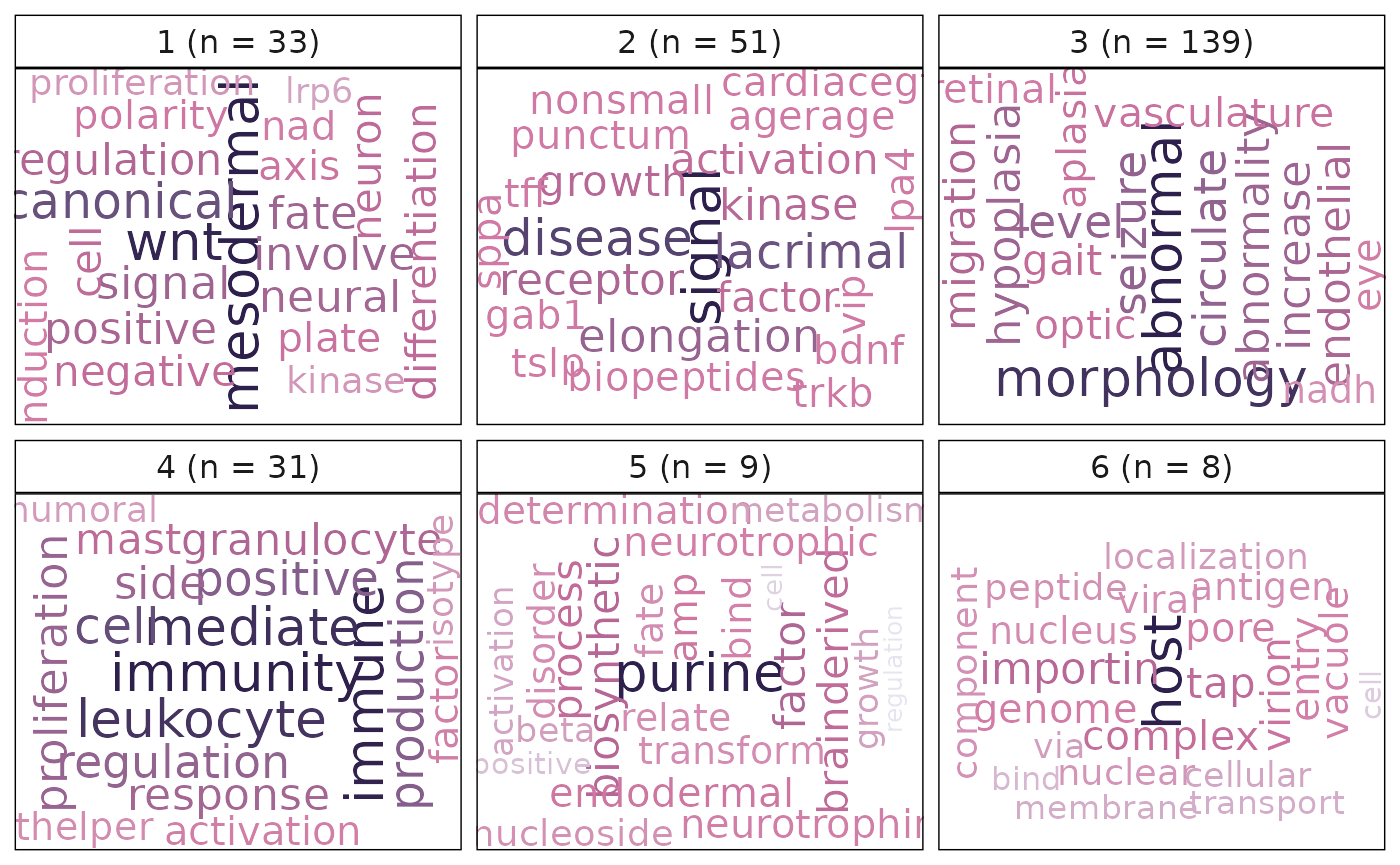 1 (n = 33)
proliferation
lrp6
polarity
nad
regulation
axis
canonical
fate
wnt
involve
cell
signal
neural
positive
plate
negative
kinase
mesodermal
neuron
differentiation
nduction
2 (n = 51)
cardiaceg
nonsmall
agerage
punctum
activation
tff
growth
kinase
lpa4
sppa
disease
signal
lacrimal
receptor
factor
gab1
vip
elongation
bdnf
tslp
biopeptides
trkb
3 (n = 139)
retinal
aplasia
vasculature
migration
hypoplasia
level
seizure
abnormal
circulate
abnormality
increase
endothelial
eye
gait
optic
morphology
nadh
4 (n = 31)
humoral
mastgranulocyte
side
positive
cell
mediate
immunity
immune
production
factorisotype
proliferation
leukocyte
regulation
response
thelper
activation
5 (n = 9)
determination
metabolism
neurotrophic
activation
disorder
process
biosynthetic
fate
amp
bind
cell
factor
brainderived
growth
regulation
purine
relate
beta
transform
positive
endodermal
nucleoside
neurotrophin
6 (n = 8)
localization
peptide
viral
antigen
component
nucleus
host
pore
importin
tap
virion
entry
vacuole
cell
genome
complex
via
bind
nuclear
cellular
membrane
transport